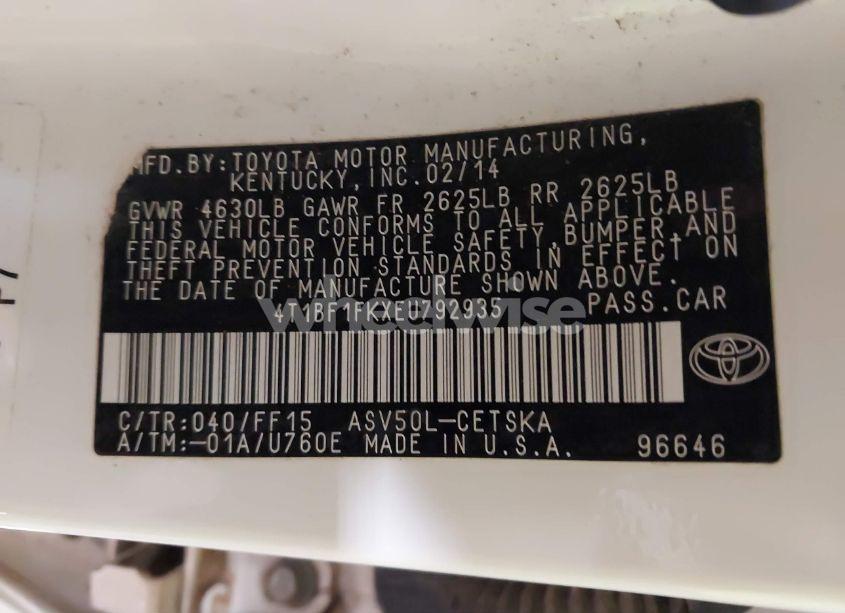 MFD.BY:TOYOTA MOTOR MANUFACTURING,
KENTUCKY,INC.02/14
GVWR 4630LB GAWR FR 2625LB RR 2625LB
THIS VEHICLE CONFORMS TO ALL APPLICABLE
FEDERAL MOTOR VEHICLE SAFETY,BUMPER,AND
THEFT PREVENTION STANDARDS IN EFFECT ON
THE DATE OF MANUFACTURE SHOWN ABOVE.
4T1BF1FKXEU792935 PASS.CAR
wheelwise
C/TR:040/FF15 ASV50L-CETSKA
A/TM:-01A/U760E MADE IN U.S.A. 96646